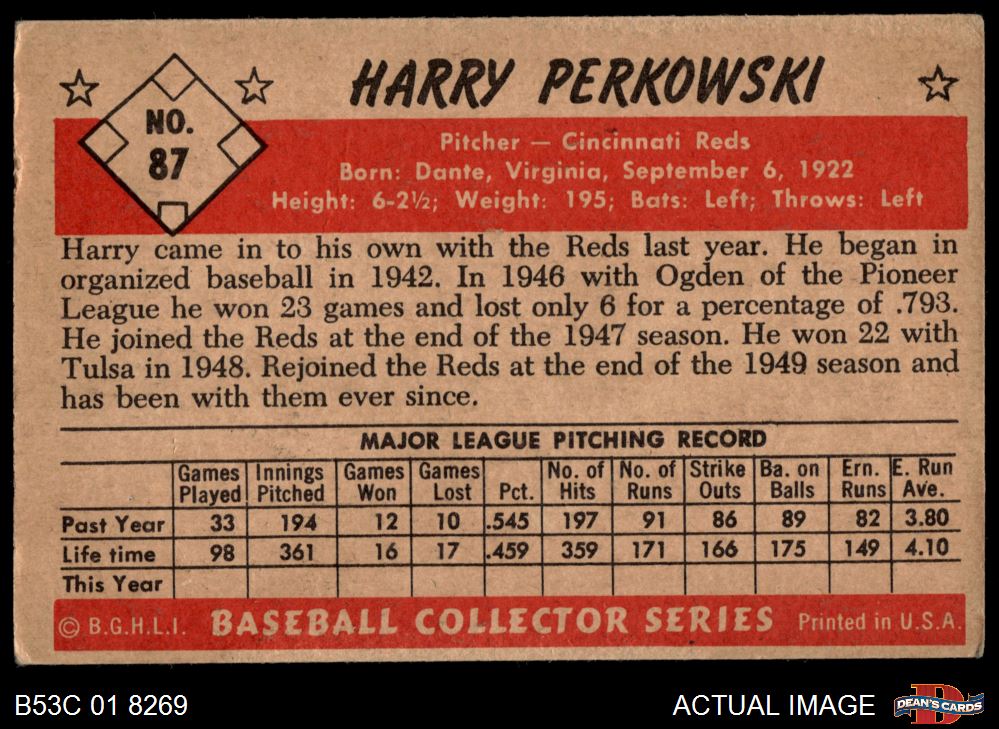 HARRY PERKOWSKI
NO.
87
Pitcher — Cincinnati Reds
Born: Dante, Virginia, September 6, 1922
Height: 6-2½; Weight: 195; Bats: Left; Throws: Left
Harry came in to his own with the Reds last year. He began in
organized baseball in 1942. In 1946 with Ogden of the Pioneer
League he won 23 games and lost only 6 for a percentage of .793.
He joined the Reds at the end of the 1947 season. He won 22 with
Tulsa in 1948. Rejoined the Reds at the end of the 1949 season and
has been with them ever since.
MAJOR LEAGUE PITCHING RECORD
Games Innings Games Games No. of No. of Strike Ba. on Ern. E. Run
Played Pitched Won Lost Pct. Hits Runs Outs Balls Runs Ave.
Past Year 33 194 12 10 .545 197 91 86 89 82 3.80
Life time 98 361 16 17 .459 359 171 166 175 149 4.10
This Year
© B.G.H.L.I. BASEBALL COLLECTOR SERIES Printed in U.S.A.
B53C 01 8269 ACTUAL IMAGE D DEAN'S CARDS